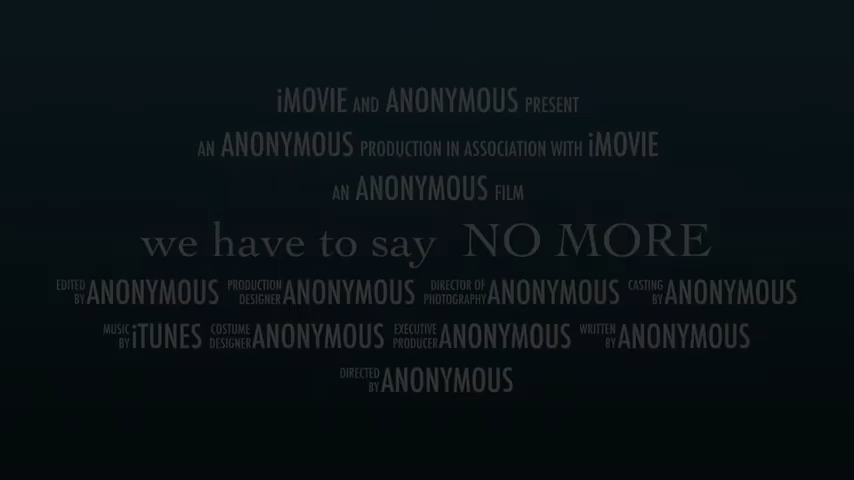 iMOVIE AND ANONYMOUS PRESENT
AN ANONYMOUS PRODUCTION IN ASSOCIATION WITH iMOVIE
AN ANONYMOUS FILM
we have to say NO MORE
EDITED BY ANONYMOUS PRODUCTION DESIGNER ANONYMOUS DIRECTOR OF PHOTOGRAPHY ANONYMOUS CASTING BY ANONYMOUS
MUSIC BY iTUNES COSTUME DESIGNER ANONYMOUS EXECUTIVE PRODUCER ANONYMOUS WRITTEN BY ANONYMOUS
DIRECTED BY ANONYMOUS